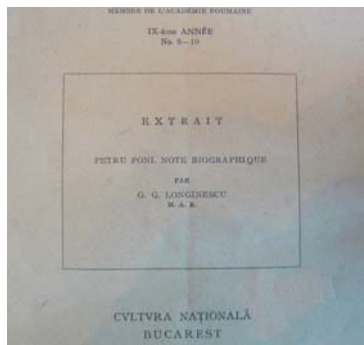 MEMBRE DE L'ACADÉMIE ROUMAINE
IX-ème ANNÉE
No. 9—10
EXTRAIT
PETRU PONI, NOTE BIOGRAPHIQUE
PAR
G. G. LONGINESCU
M. A. R.
CVLTVRA NAȚIONALĂ
BUCAREST